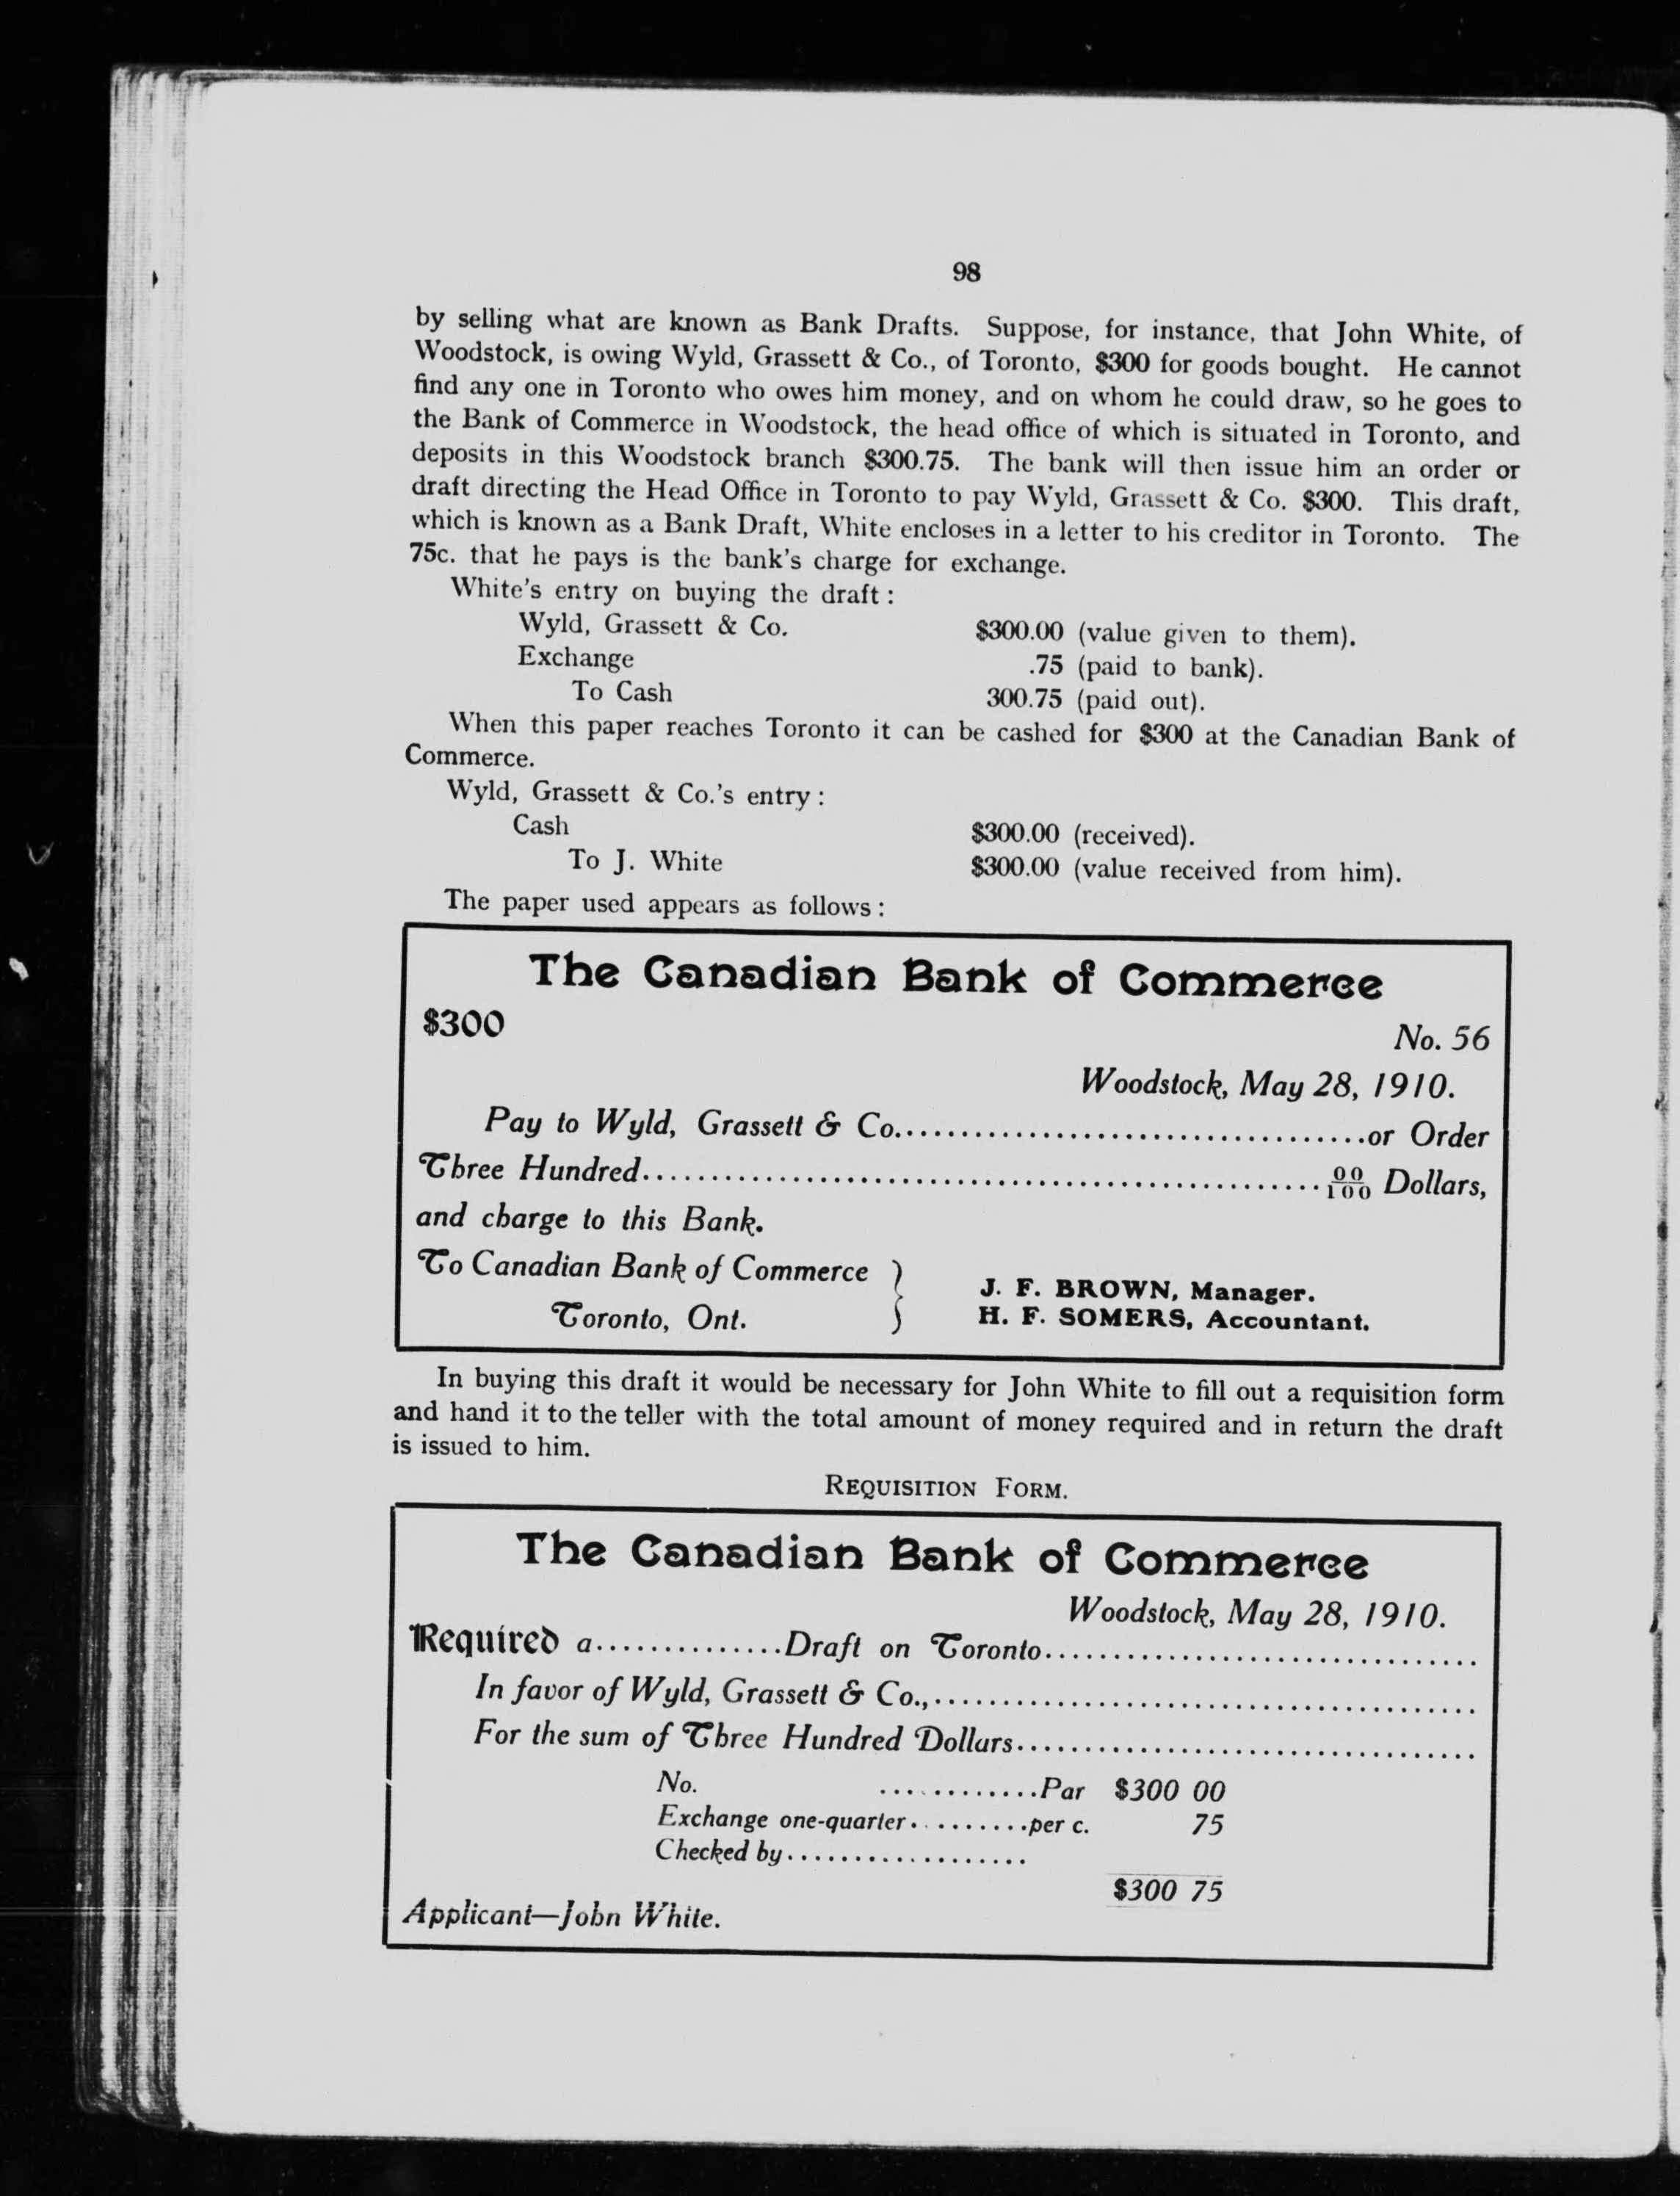 98
by selling what are known as Bank Drafts. Suppose, for instance, that John White, of
Woodstock, is owing Wyld, Grassett & Co., of Toronto, $300 for goods bought. He cannot
find any one in Toronto who owes him money, and on whom he could draw, so he goes to
the Bank of Commerce in Woodstock, the head office of which is situated in Toronto, and
deposits in this Woodstock branch $300.75. The bank will then issue him an order or
draft directing the Head Office in Toronto to pay Wyld, Grassett & Co. $300. This draft,
which is known as a Bank Draft, White encloses in a letter to his creditor in Toronto. The
75c. that he pays is the bank's charge for exchange.
White's entry on buying the draft :
Wyld, Grassett & Co. $300.00 (value given to them).
Exchange .75 (paid to bank).
To Cash 300.75 (paid out).
When this paper reaches Toronto it can be cashed for $300 at the Canadian Bank of
Commerce.
Wyld, Grassett & Co.'s entry :
Cash $300.00 (received).
To J. White $300.00 (value received from him).
The paper used appears as follows :
The Canadian Bank of Commerce
$300
No. 56
Woodstock, May 28, 1910.
Pay to Wyld, Grassett & Co.......................................or Order
Three Hundred.......................................................00/100 Dollars,
and charge to this Bank.
To Canadian Bank of Commerce } J. F. BROWN, Manager.
Toronto, Ont. H. F. SOMERS, Accountant.
In buying this draft it would be necessary for John White to fill out a requisition form
and hand it to the teller with the total amount of money required and in return the draft
is issued to him.
REQUISITION FORM.
The Canadian Bank of Commerce
Woodstock, May 28, 1910.
Required a..............Draft on Toronto.................................
In favor of Wyld, Grassett & Co.,.........................................
For the sum of Three Hundred Dollars...................................
No. ............Par $300 00
Exchange one-quarter.........per c. 75
Checked by..................
$300 75
Applicant—John White.